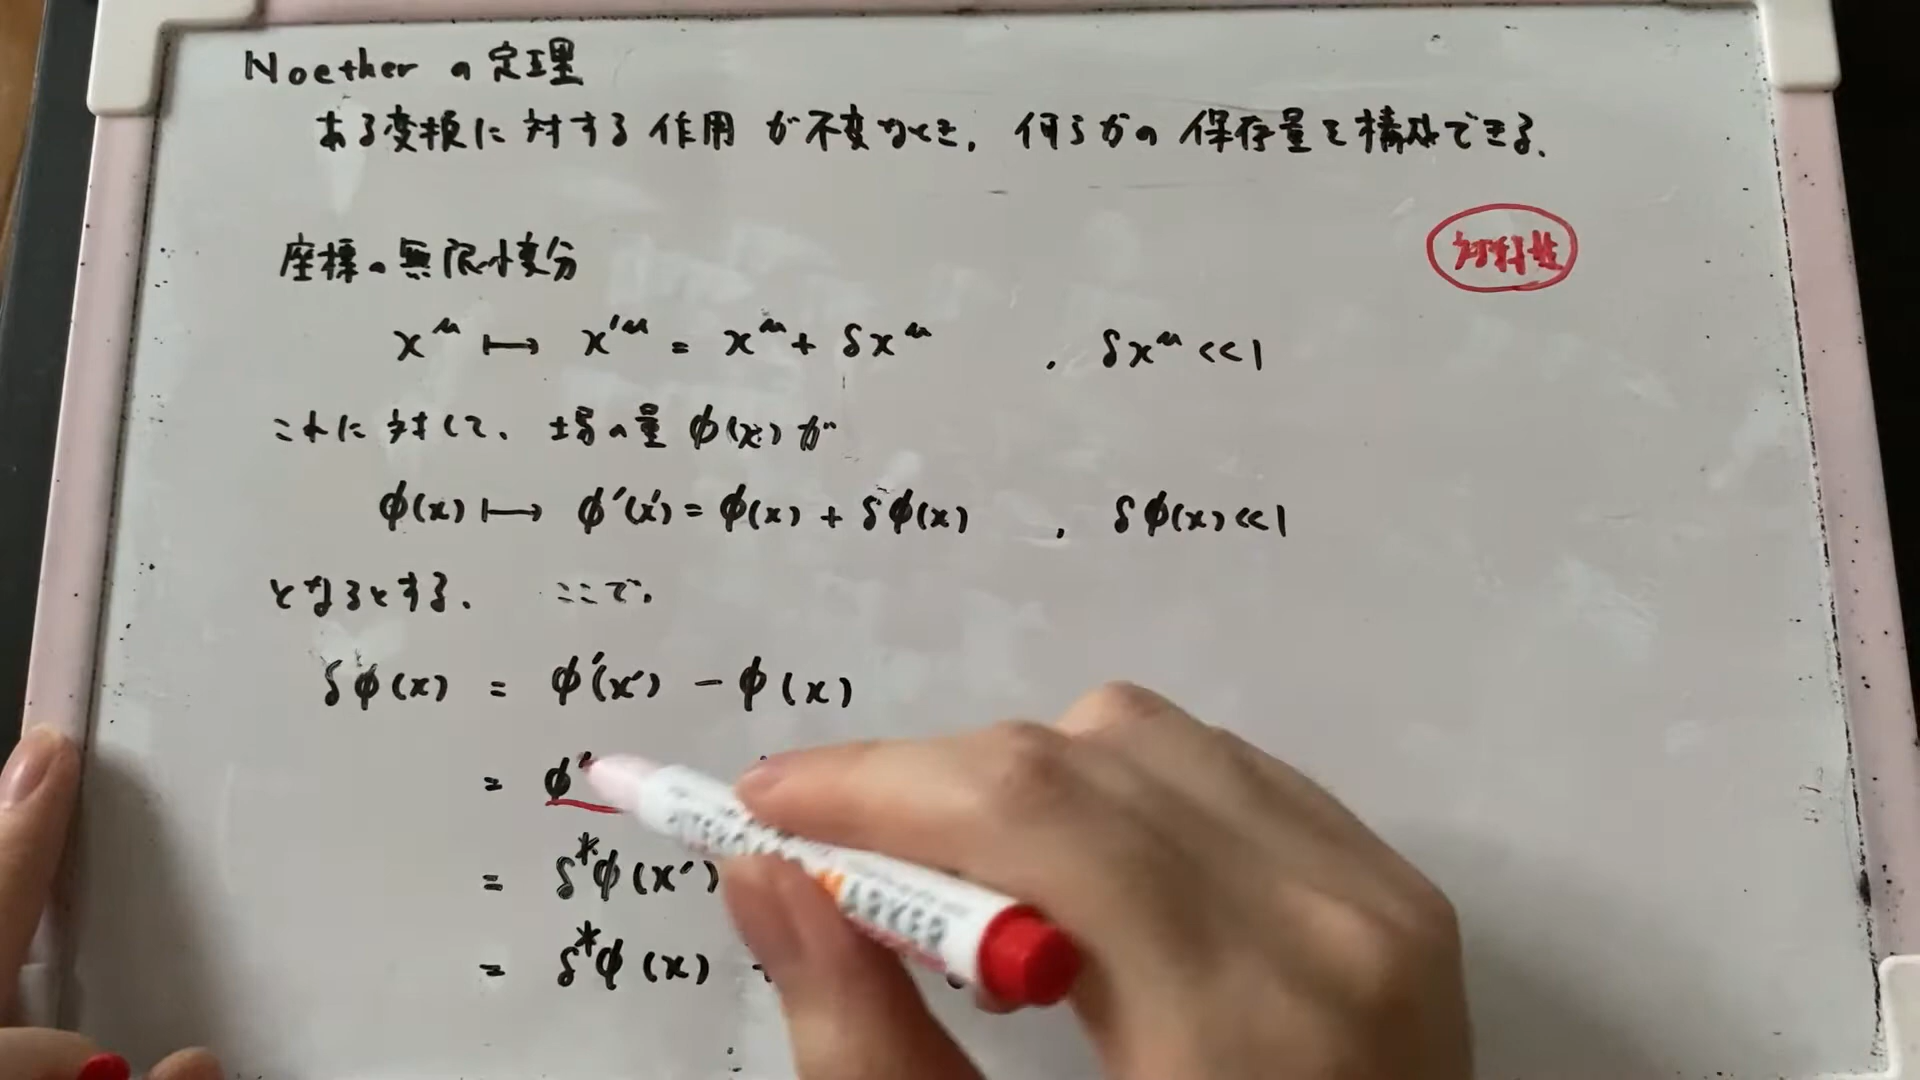 Noether の定理
ある変換に対する作用が不変なとき、何らかの保存量を構成できる.
対称性
座標の無限小変分
x^μ ↦ x'^μ = x^μ + δx^μ , δx^μ << 1
これに対して、場の量 φ(x) が
φ(x) ↦ φ'(x') = φ(x) + δφ(x) , δφ(x) << 1
となるとする. ここで,
δφ(x) = φ'(x') - φ(x)
= φ'
= δ*φ(x')
= δ*φ(x)